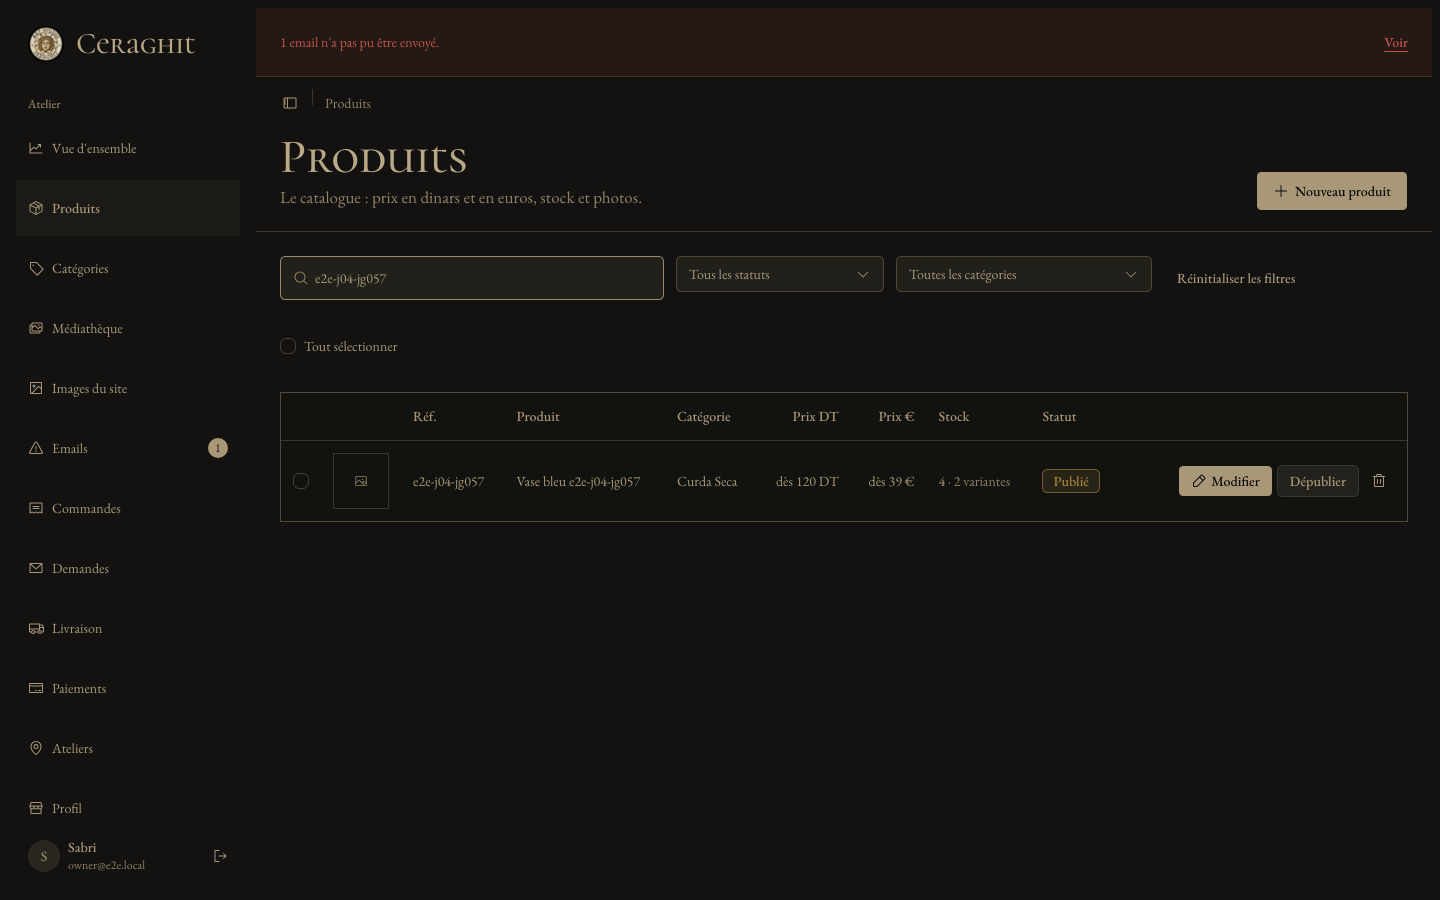 Ceraghit
Atelier
Vue d'ensemble
Produits
Catégories
Médiathèque
Images du site
Emails 1
Commandes
Demandes
Livraison
Paiements
Ateliers
Profil
S
Sabri
owner@e2e.local
1 email n'a pas pu être envoyé. Voir
Produits
Produits
Le catalogue : prix en dinars et en euros, stock et photos.
Nouveau produit
e2e-j04-jg057 Tous les statuts Toutes les catégories Réinitialiser les filtres
Tout sélectionner
Réf. Produit Catégorie Prix DT Prix € Stock Statut
e2e-j04-jg057 Vase bleu e2e-j04-jg057 Curda Seca dès 120 DT dès 39 € 4 · 2 variantes Publié Modifier Dépublier